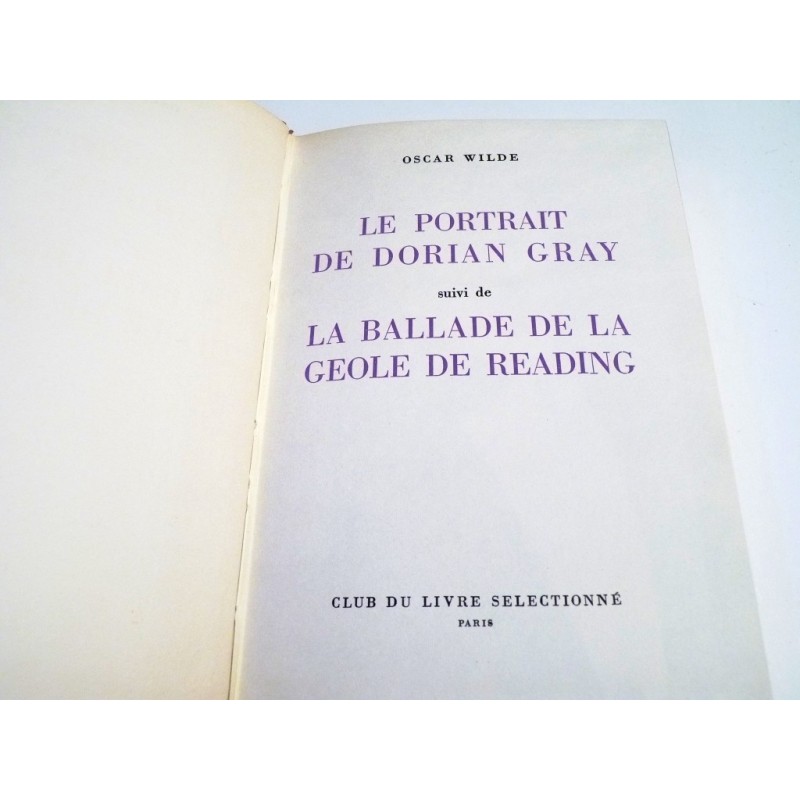 OSCAR WILDE
LE PORTRAIT
DE DORIAN GRAY
suivi de
LA BALLADE DE LA
GEOLE DE READING
CLUB DU LIVRE SELECTIONNÉ
PARIS